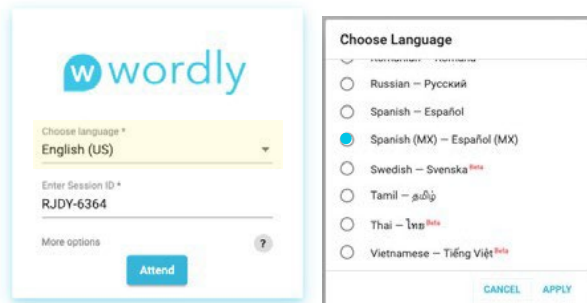 w wordly
Choose language *
English (US)
Enter Session ID *
RJDY-6364
More options
?
Attend
Choose Language
Romanian — Română
Russian — Русский
Spanish — Español
Spanish (MX) — Español (MX)
Swedish — Svenska Beta
Tamil — தமிழ்
Thai — ไทย Beta
Vietnamese — Tiếng Việt Beta
CANCEL APPLY